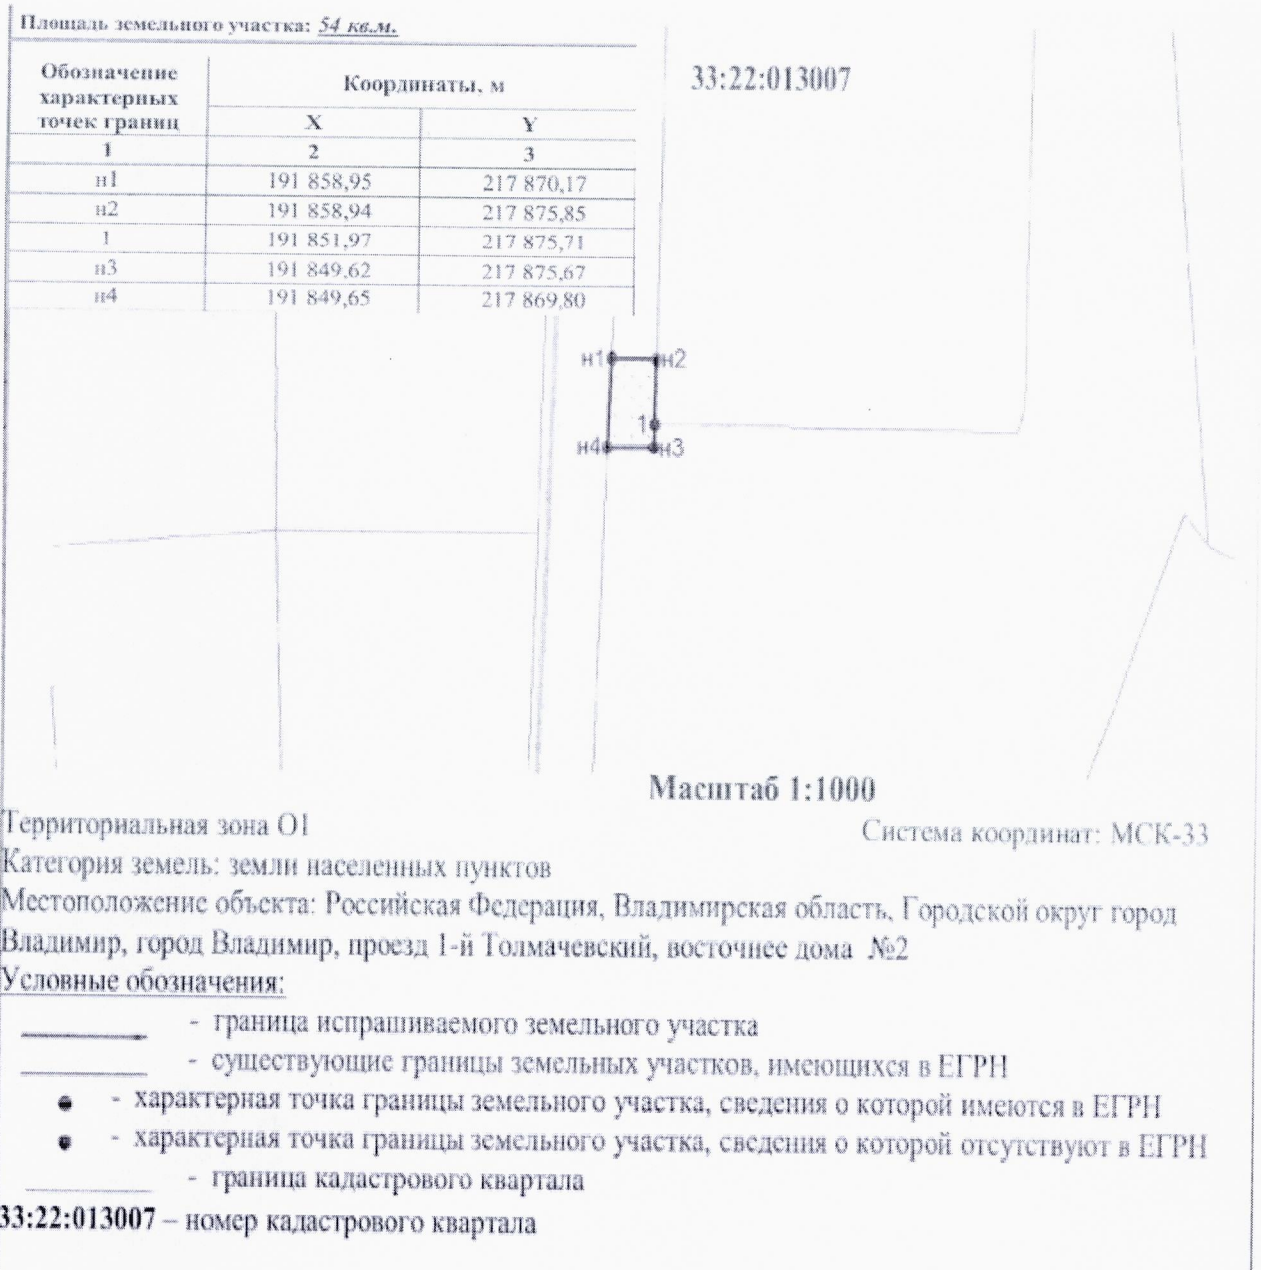 Площадь земельного участка: 54 кв.м.
Обозначение характерных точек границ
Координаты, м
X Y
1 2 3
н1 191 858,95 217 870,17
н2 191 858,94 217 875,85
1 191 851,97 217 875,71
н3 191 849,62 217 875,67
н4 191 849,65 217 869,80
33:22:013007
н1 н2
1
н4 н3
Масштаб 1:1000
Территориальная зона О1
Система координат: МСК-33
Категория земель: земли населенных пунктов
Местоположение объекта: Российская Федерация, Владимирская область, Городской округ город
Владимир, город Владимир, проезд 1-й Толмачевский, восточнее дома №2
Условные обозначения:
- граница испрашиваемого земельного участка
- существующие границы земельных участков, имеющихся в ЕГРН
- характерная точка границы земельного участка, сведения о которой имеются в ЕГРН
- характерная точка границы земельного участка, сведения о которой отсутствуют в ЕГРН
- граница кадастрового квартала
33:22:013007 – номер кадастрового квартала